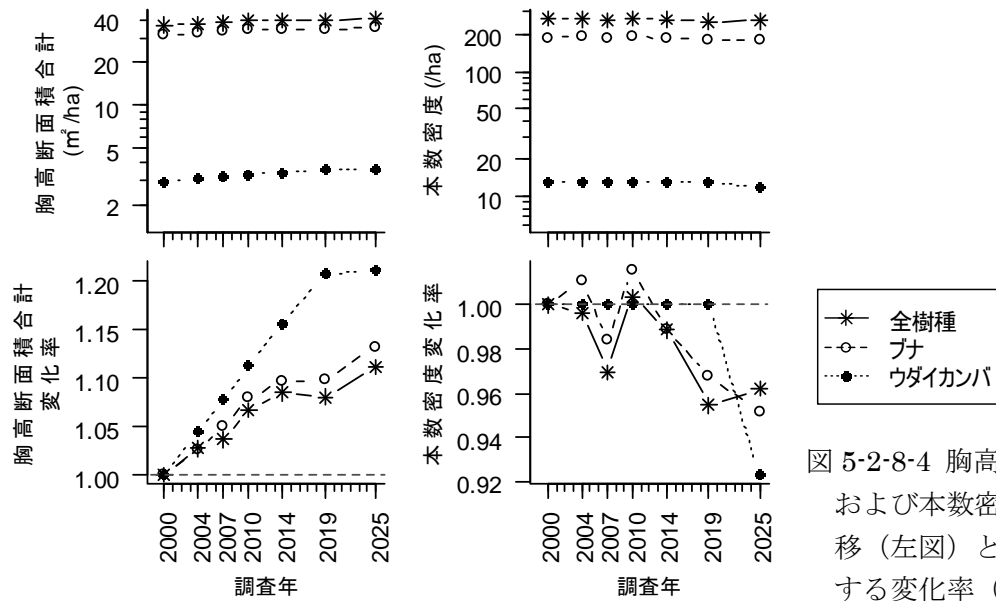 胸高断面積合計
(㎡/ha)
40
20
10
5
2
本数密度(/ha)
200
100
50
20
10
胸高断面積合計
変化率
1.20
1.15
1.10
1.05
1.00
2000
2004
2007
2010
2014
2019
2025
調査年
本数密度変化率
1.00
0.98
0.96
0.94
0.92
2000
2004
2007
2010
2014
2019
2025
調査年
全樹種
ブナ
ウダイカンバ
図 5-2-8-4 胸高
および本数密
移（左図）と
する変化率（